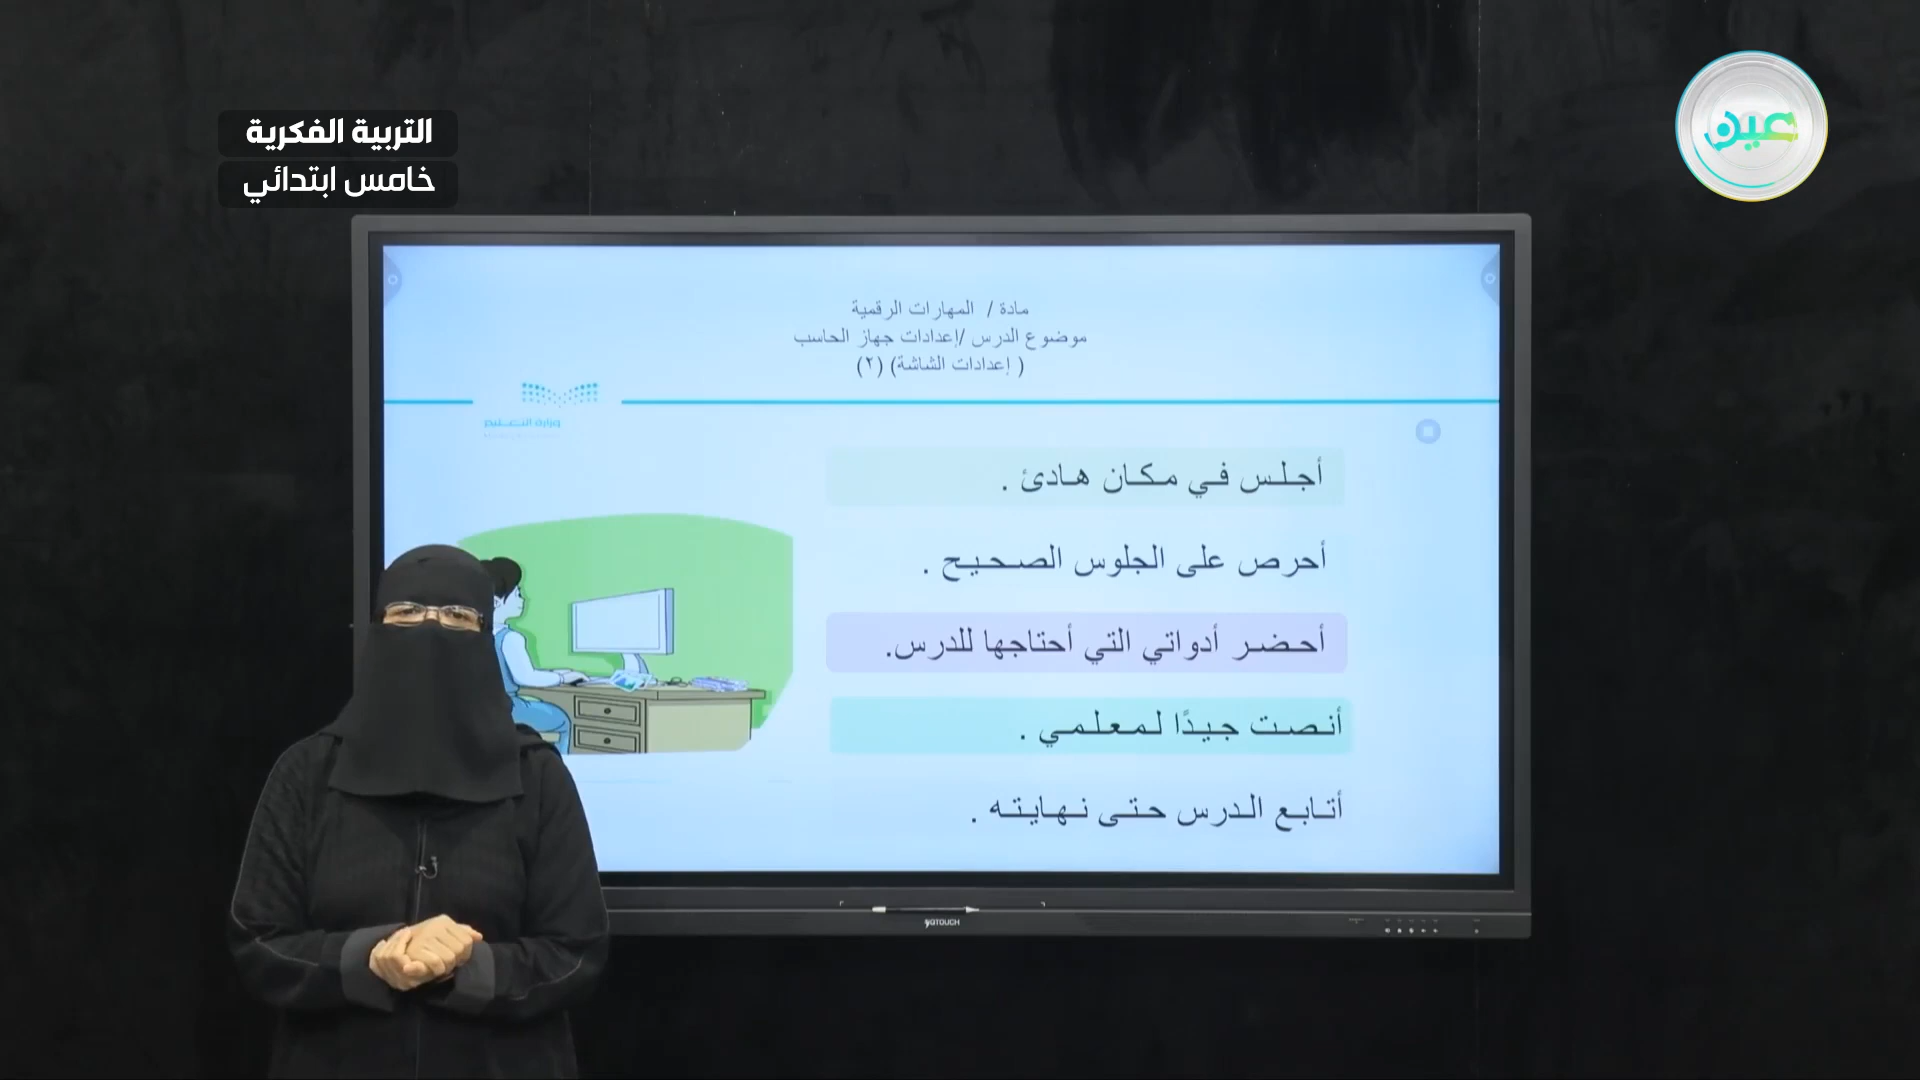 التربية الفكرية
خامس ابتدائي
عين
مادة / المهارات الرقمية
موضوع الدرس /إعدادات جهاز الحاسب
( إعدادات الشاشة) (٢)
وزارة التعليم
أجلس في مكان هادئ .
أحرص على الجلوس الصحيح .
أحضر أدواتي التي أحتاجها للدرس.
أنصت جيدًا لمعلمي .
أتابع الدرس حتى نهايته .
YOTOUCH